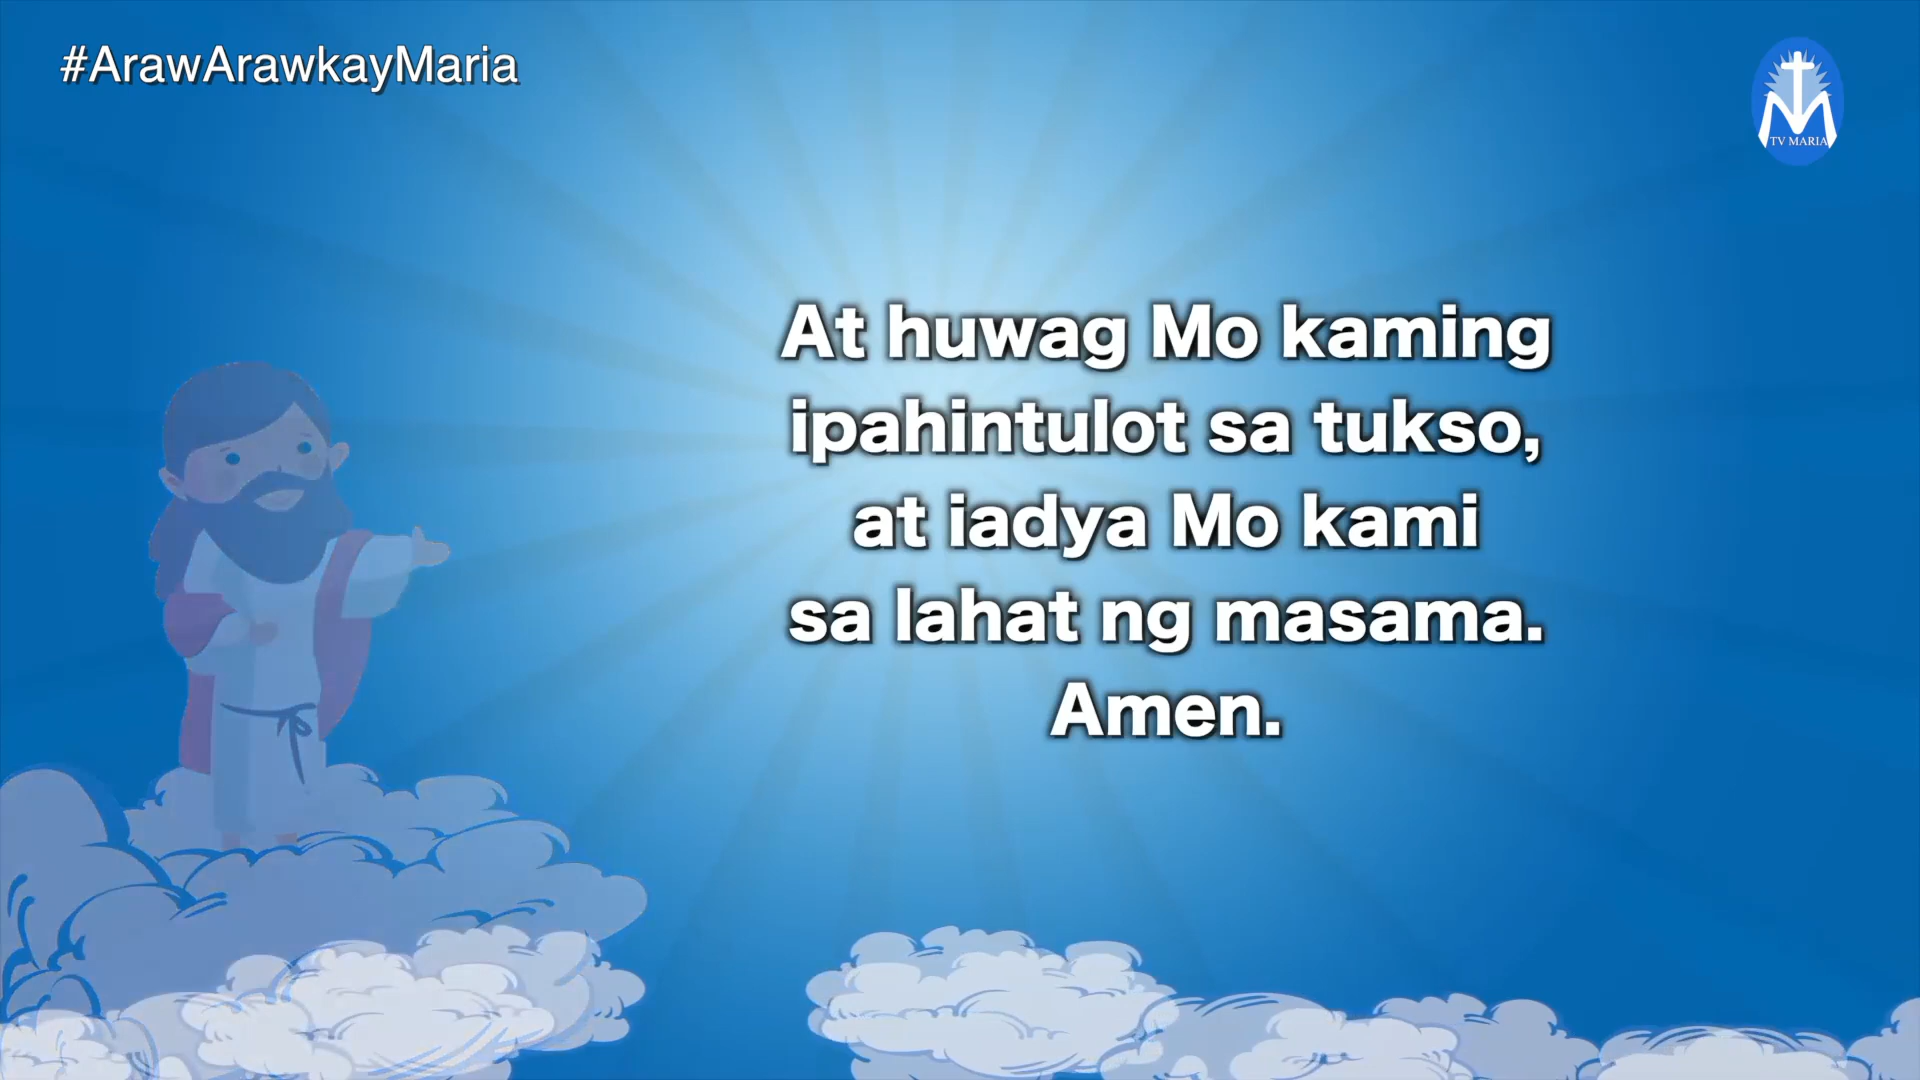 #ArawArawkayMaria
TV MARIA
At huwag Mo kaming
ipahintulot sa tukso,
at iadya Mo kami
sa lahat ng masama.
Amen.